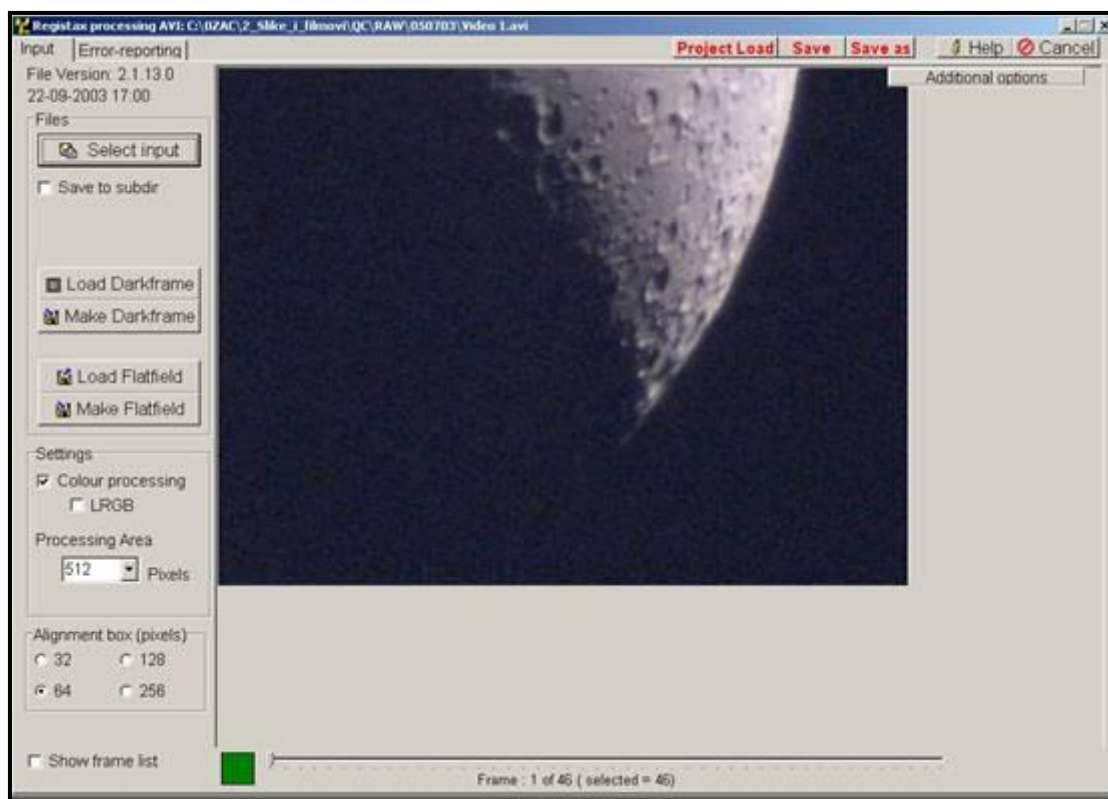 Registax processing AVI: C:\OZAC\2_Slike_i_filmovi\QC\RAW\050703\Video 1.avi
Input Error-reporting Project Load Save Save as Help Cancel
File Version: 2.1.13.0
22-09-2003 17:00
Additional options
Files
Select input
Save to subdir
Load Darkframe
Make Darkframe
Load Flatfield
Make Flatfield
Settings
Colour processing
LRGB
Processing Area
512 Pixels
Alignment box (pixels)
32 128
64 256
Show frame list
Frame : 1 of 46 ( selected = 46)